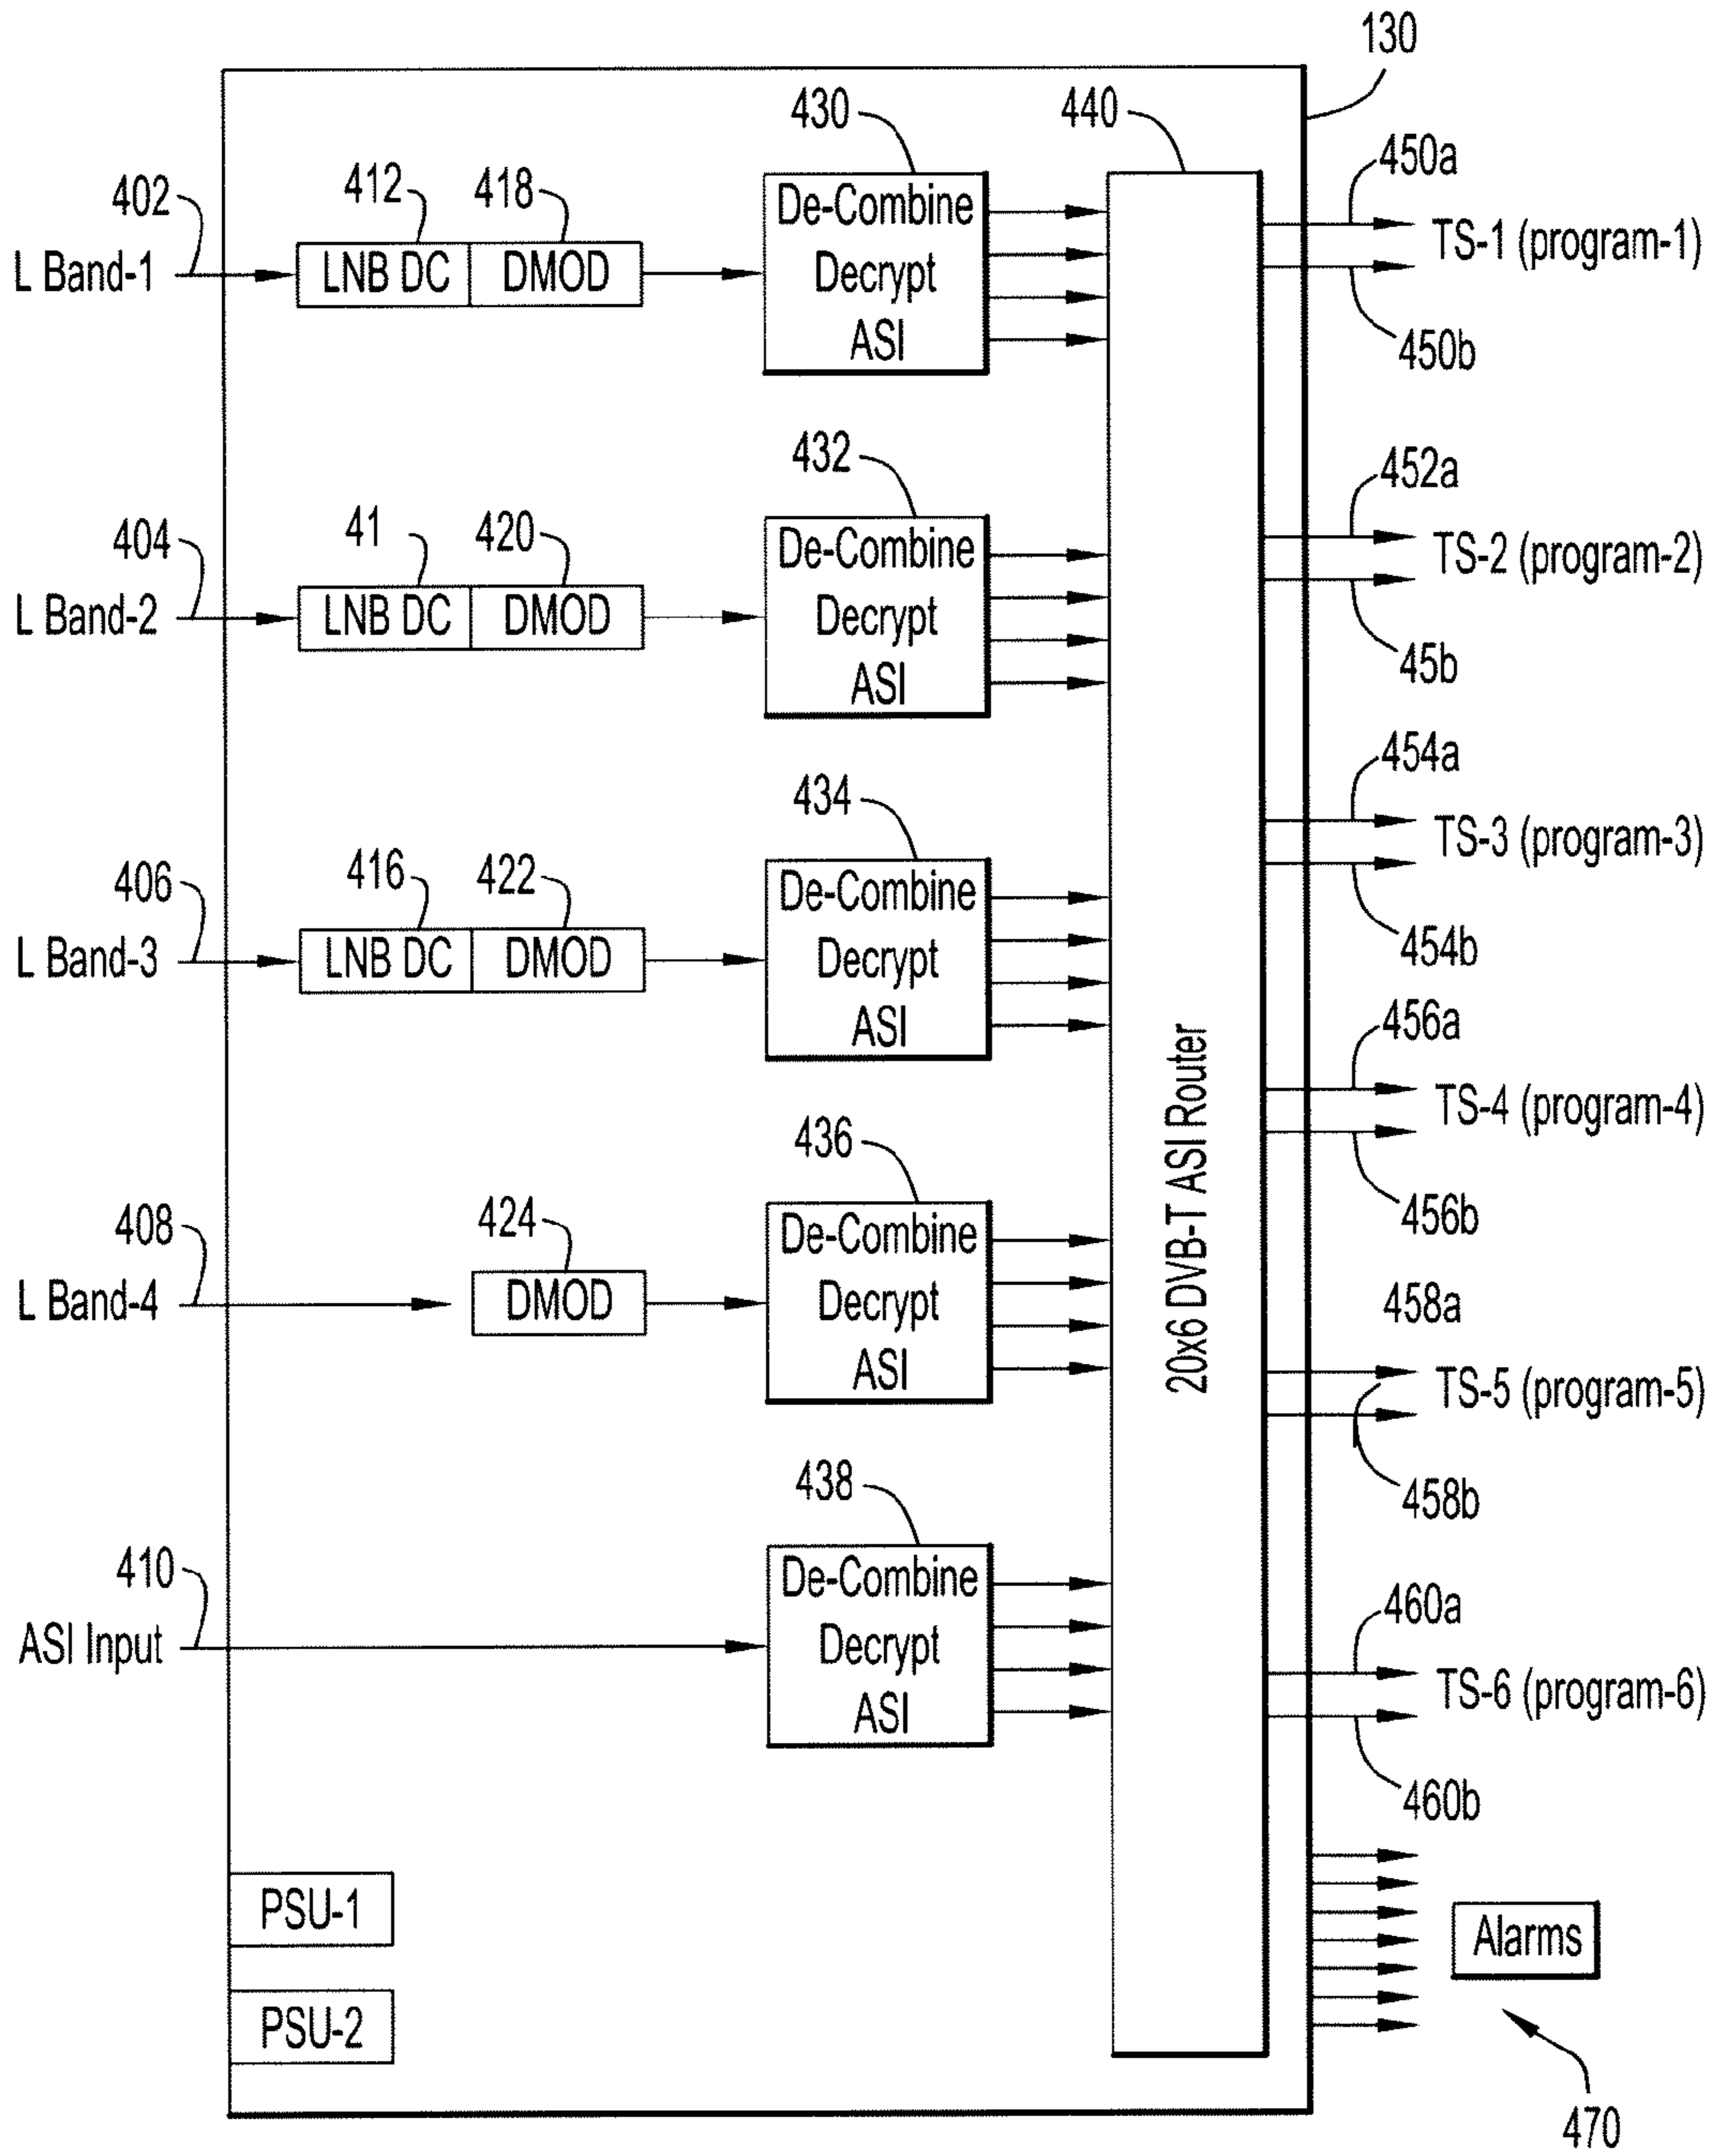 130
430
440
450a
402
412
418
L Band-1
LNB DC
DMOD
De-Combine
Decrypt
ASI
TS-1 (program-1)
450b
432
452a
404
41
420
L Band-2
LNB DC
DMOD
De-Combine
Decrypt
ASI
TS-2 (program-2)
45b
434
454a
406
416
422
L Band-3
LNB DC
DMOD
De-Combine
Decrypt
ASI
TS-3 (program-3)
454b
20x6 DVB-T ASI Router
436
456a
TS-4 (program-4)
456b
408
424
L Band-4
DMOD
De-Combine
Decrypt
ASI
458a
TS-5 (program-5)
458b
438
410
ASI Input
De-Combine
Decrypt
ASI
460a
TS-6 (program-6)
460b
PSU-1
PSU-2
Alarms
470